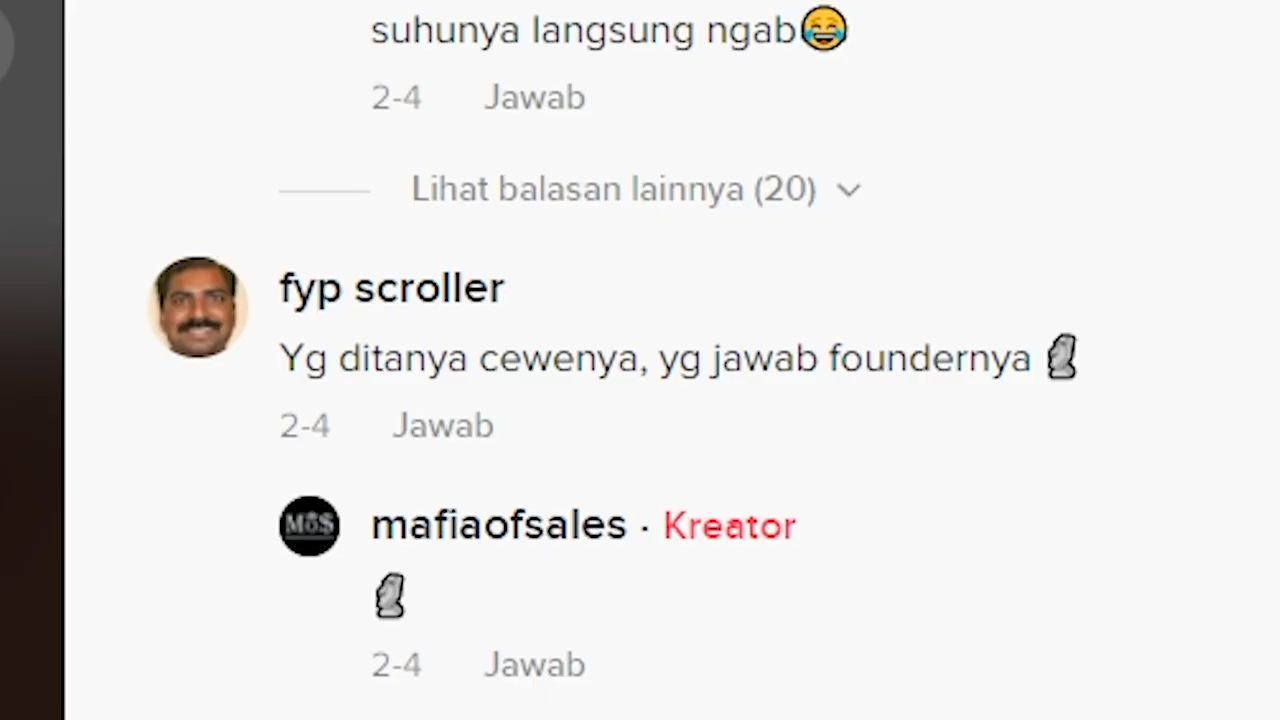 suhunya langsung ngab😂
2-4 Jawab
Lihat balasan lainnya (20)
fyp scroller
Yg ditanya cewenya, yg jawab foundernya 🗿
2-4 Jawab
MOS
mafiaofsales · Kreator
🗿
2-4 Jawab